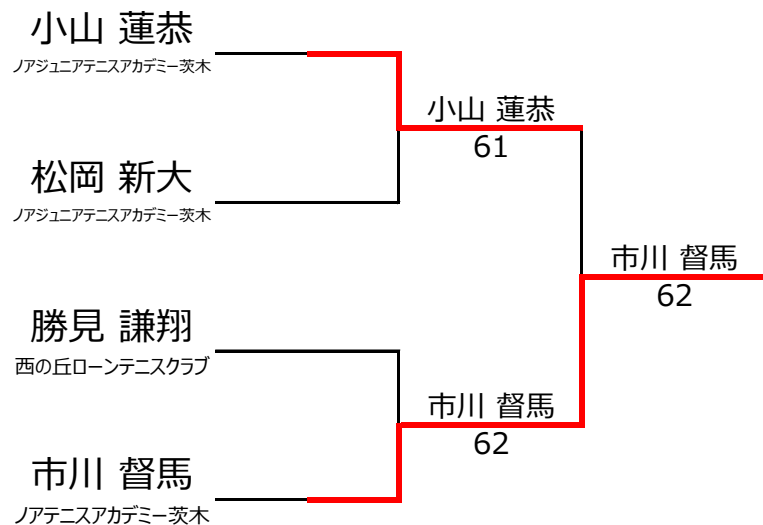 小山 蓮恭
ノアジュニアテニスアカデミー茨木
小山 蓮恭
61
松岡 新大
ノアジュニアテニスアカデミー茨木
市川 督馬
62
勝見 謙翔
西の丘ローンテニスクラブ
市川 督馬
62
市川 督馬
ノアテニスアカデミー茨木